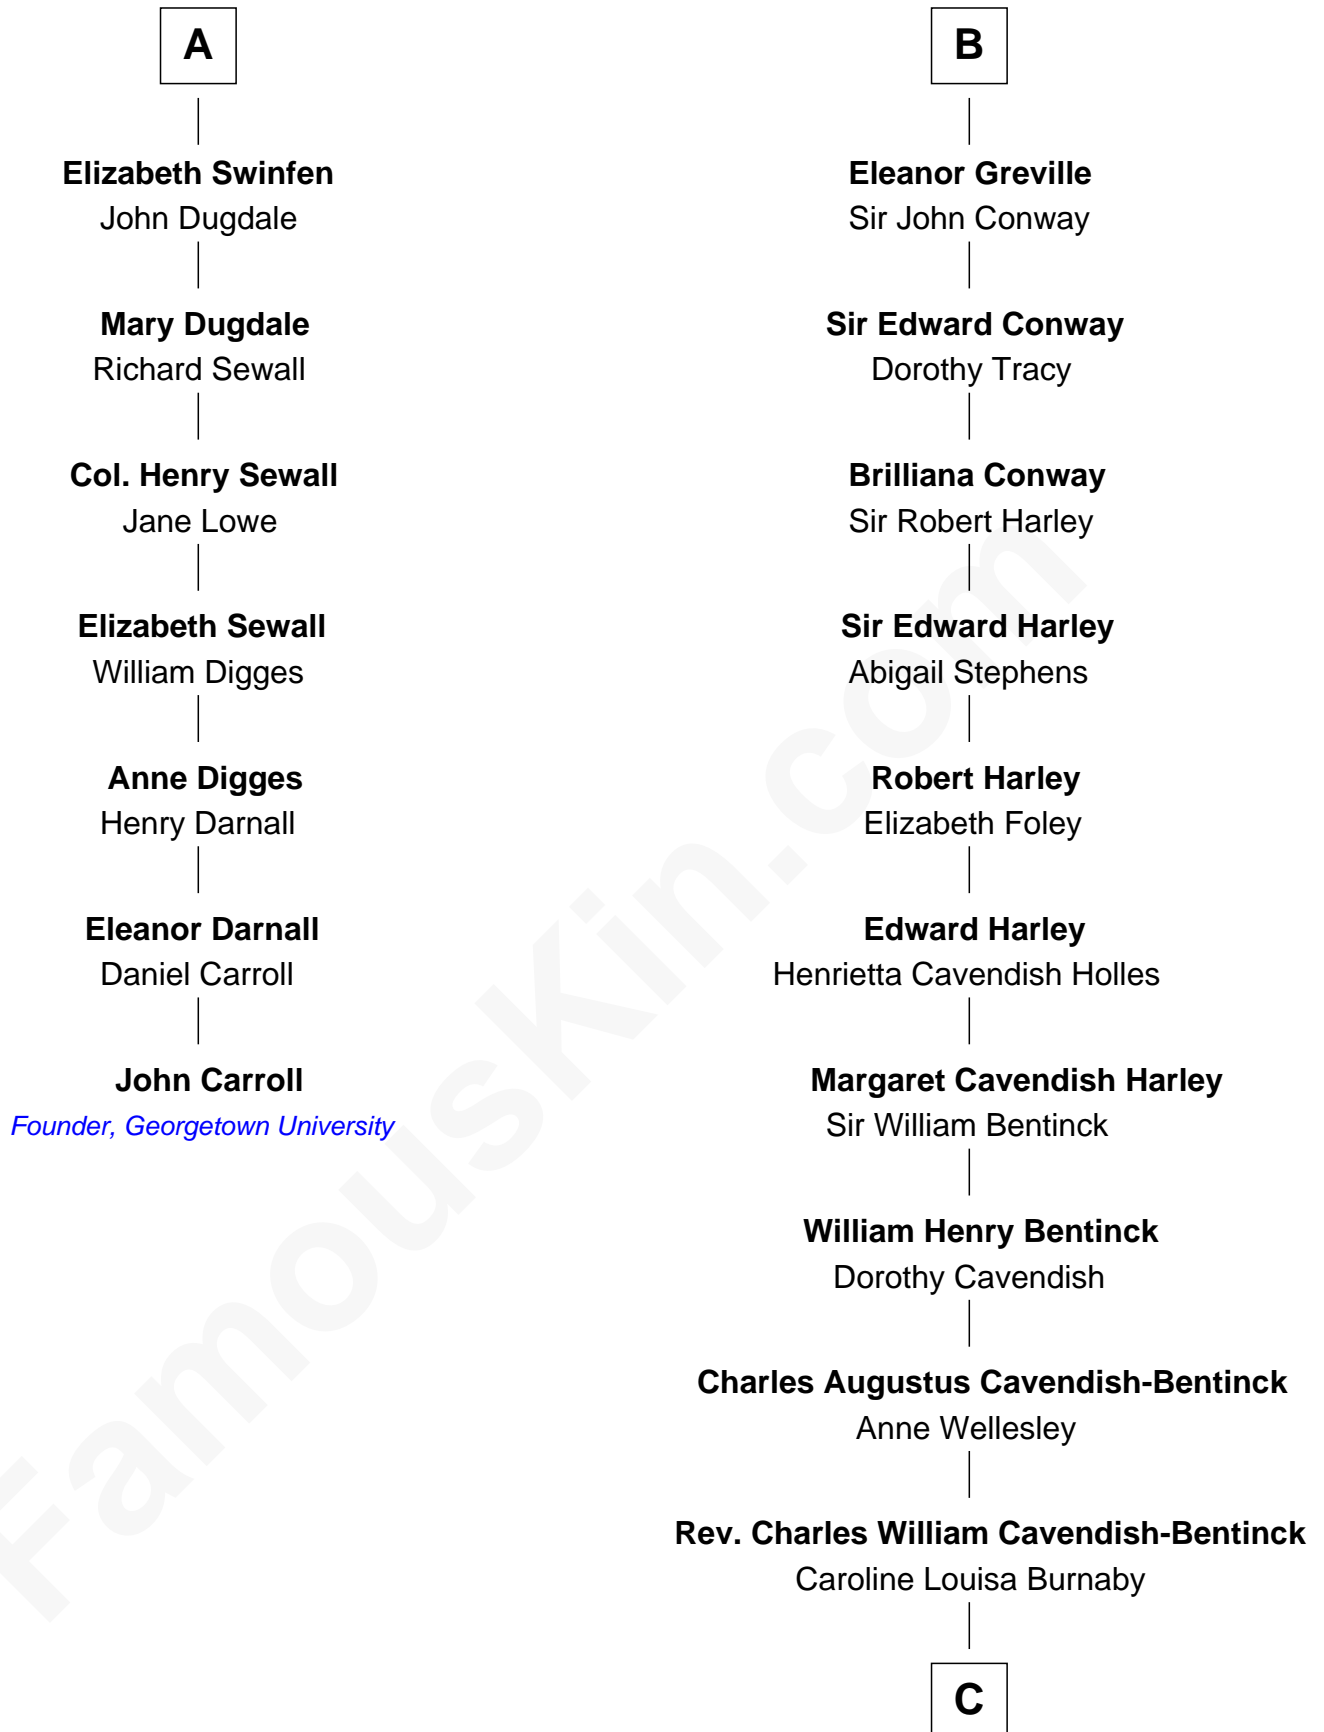 A
Elizabeth Swinfen
John Dugdale
Mary Dugdale
Richard Sewall
Col. Henry Sewall
Jane Lowe
Elizabeth Sewall
William Digges
Anne Digges
Henry Darnall
Eleanor Darnall
Daniel Carroll
John Carroll
Founder, Georgetown University
B
Eleanor Greville
Sir John Conway
Sir Edward Conway
Dorothy Tracy
Brilliana Conway
Sir Robert Harley
Sir Edward Harley
Abigail Stephens
Robert Harley
Elizabeth Foley
Edward Harley
Henrietta Cavendish Holles
Margaret Cavendish Harley
Sir William Bentinck
William Henry Bentinck
Dorothy Cavendish
Charles Augustus Cavendish-Bentinck
Anne Wellesley
Rev. Charles William Cavendish-Bentinck
Caroline Louisa Burnaby
C
FamousKin.com